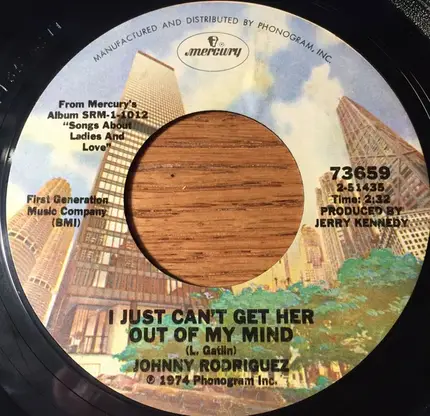 MANUFACTURED AND DISTRIBUTED BY PHONOGRAM, INC.
mercury
From Mercury's
Album SRM-1-1012
"Songs About
Ladies And
Love"
First Generation
Music Company
(BMI)
73659
2-51435
Time: 2:32
PRODUCED BY
JERRY KENNEDY
I JUST CAN'T GET HER
OUT OF MY MIND
(L. Gatlin)
JOHNNY RODRIGUEZ
℗ 1974 Phonogram Inc.